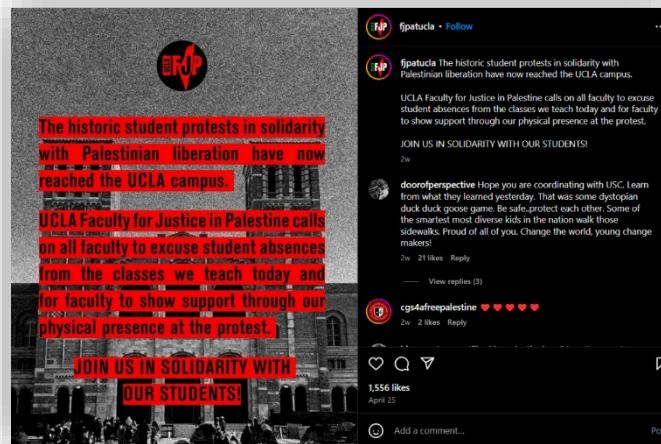 UCLA
FJP
The historic student protests in solidarity
with Palestinian liberation have now
reached the UCLA campus.
UCLA Faculty for Justice in Palestine calls
on all faculty to excuse student absences
from the classes we teach today and
for faculty to show support through our
physical presence at the protest.
JOIN US IN SOLIDARITY WITH
OUR STUDENTS!
fjpatucla • Follow
fjpatucla The historic student protests in solidarity with
Palestinian liberation have now reached the UCLA campus.
UCLA Faculty for Justice in Palestine calls on all faculty to excuse
student absences from the classes we teach today and for faculty
to show support through our physical presence at the protest.
JOIN US IN SOLIDARITY WITH OUR STUDENTS!
2w
doorofperspective Hope you are coordinating with USC. Learn
from what they learned yesterday. That was some dystopian
duck duck goose game. Be safe..protect each other. Some of
the smartest most diverse kids in the nation walk those
sidewalks. Proud of all of you. Change the world, young change
makers!
2w 21 likes Reply
View replies (3)
cgs4afreepalestine ♥ ♥ ♥ ♥ ♥
2w 2 likes Reply
1,556 likes
April 25
Add a comment...